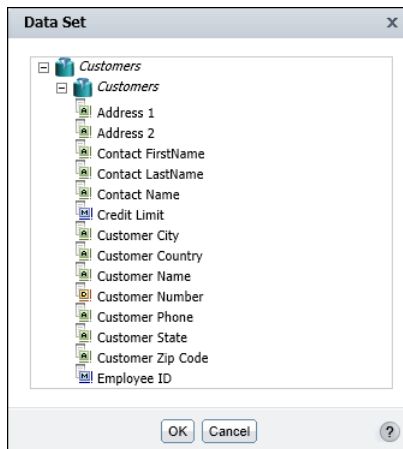 Data Set
X
Customers
Customers
A Address 1
A Address 2
A Contact FirstName
A Contact LastName
A Contact Name
M Credit Limit
A Customer City
A Customer Country
A Customer Name
D Customer Number
A Customer Phone
A Customer State
A Customer Zip Code
M Employee ID
OK Cancel ?